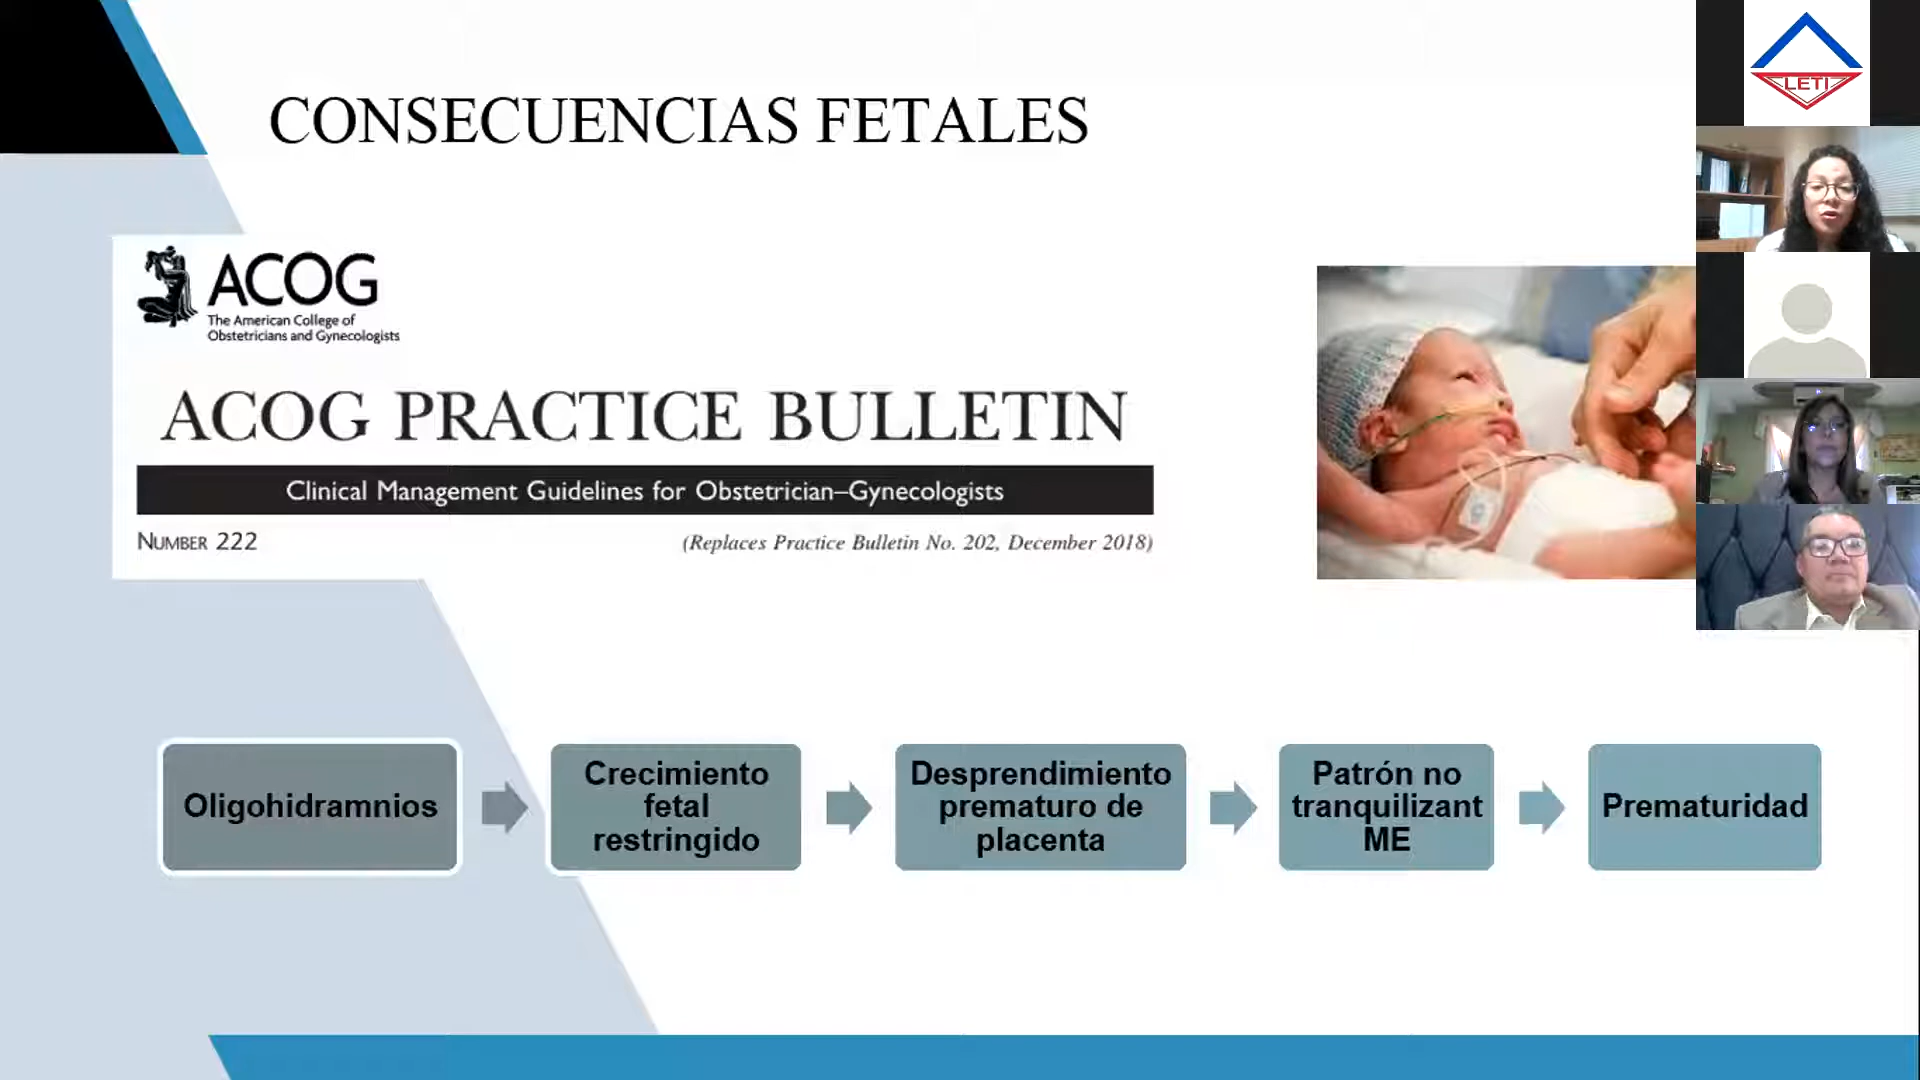 CONSECUENCIAS FETALES
LETI
ACOG
The American College of
Obstetricians and Gynecologists
ACOG PRACTICE BULLETIN
Clinical Management Guidelines for Obstetrician–Gynecologists
NUMBER 222
(Replaces Practice Bulletin No. 202, December 2018)
Oligohidramnios
Crecimiento
fetal
restringido
Desprendimiento
prematuro de
placenta
Patrón no
tranquilizant
ME
Prematuridad